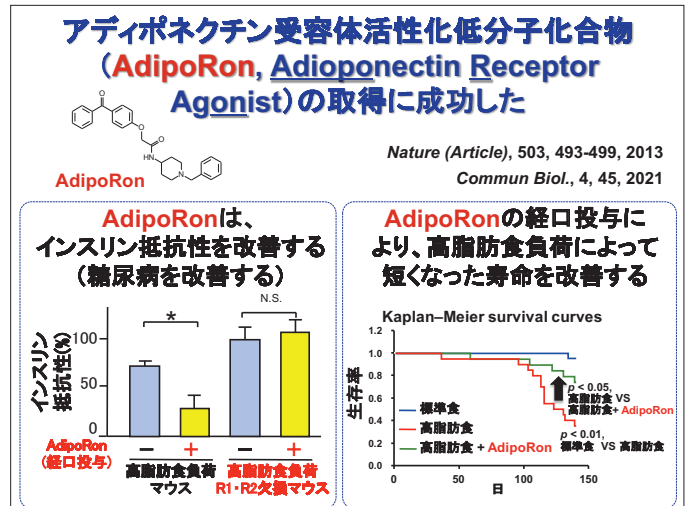 アディポネクチン受容体活性化低分子化合物
(AdipoRon, Adioponectin Receptor
Agonist)の取得に成功した
O
O
O
HN
N
AdipoRon
Nature (Article), 503, 493-499, 2013
Commun Biol., 4, 45, 2021
AdipoRonは、
インスリン抵抗性を改善する
(糖尿病を改善する)
インスリン
抵抗性(%)
100
50
0
*
N.S.
AdipoRon
(経口投与)
− + − +
高脂肪食負荷
マウス
高脂肪食負荷
R1・R2欠損マウス
AdipoRonの経口投与に
より、高脂肪食負荷によって
短くなった寿命を改善する
Kaplan–Meier survival curves
生存率
1.2
1.0
0.8
0.6
0.4
0.2
0.0
標準食
高脂肪食
高脂肪食 + AdipoRon
p < 0.05,
高脂肪食 VS
高脂肪食+ AdipoRon
p < 0.01,
標準食 VS 高脂肪食
0 50 100 150
日